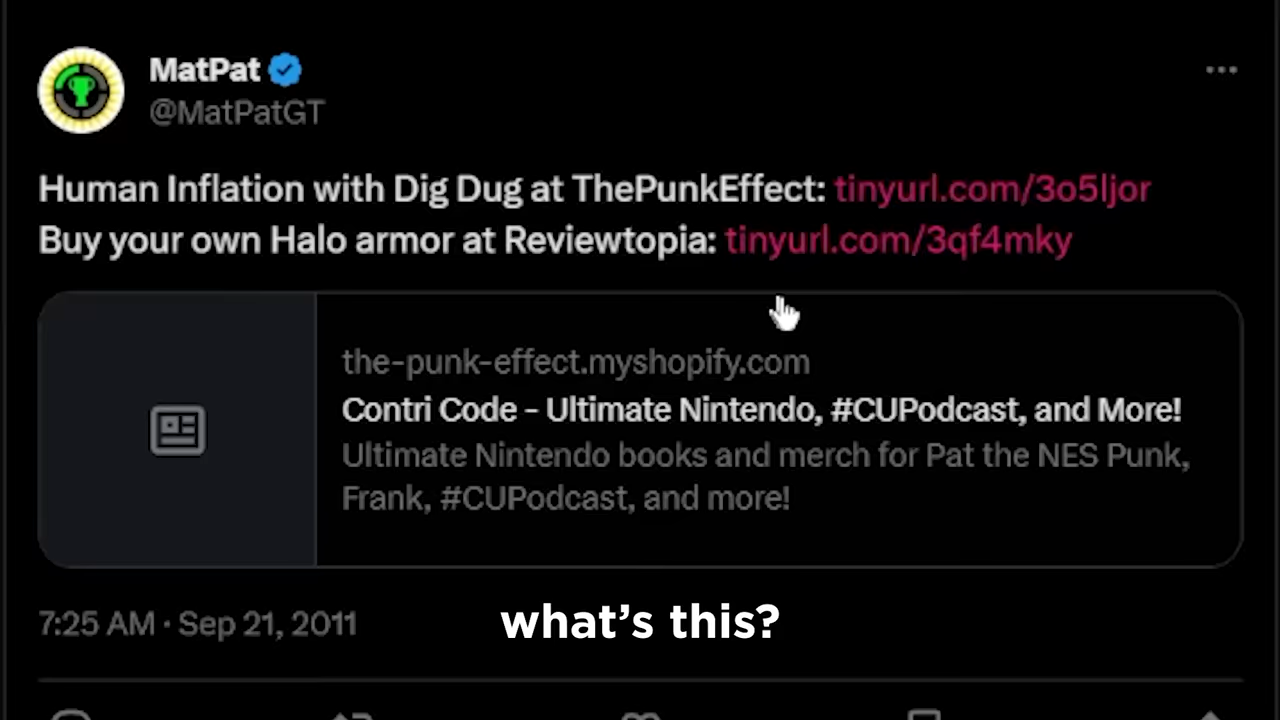 MatPat
@MatPatGT
Human Inflation with Dig Dug at ThePunkEffect: tinyurl.com/3o5ljor
Buy your own Halo armor at Reviewtopia: tinyurl.com/3qf4mky
the-punk-effect.myshopify.com
Contri Code - Ultimate Nintendo, #CUPodcast, and More!
Ultimate Nintendo books and merch for Pat the NES Punk,
Frank, #CUPodcast, and more!
7:25 AM · Sep 21, 2011
what's this?